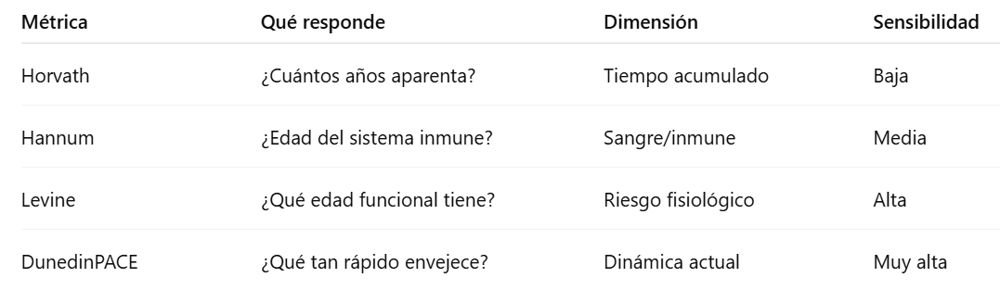 Métrica Qué responde Dimensión Sensibilidad
Horvath ¿Cuántos años aparenta? Tiempo acumulado Baja
Hannum ¿Edad del sistema inmune? Sangre/inmune Media
Levine ¿Qué edad funcional tiene? Riesgo fisiológico Alta
DunedinPACE ¿Qué tan rápido envejece? Dinámica actual Muy alta